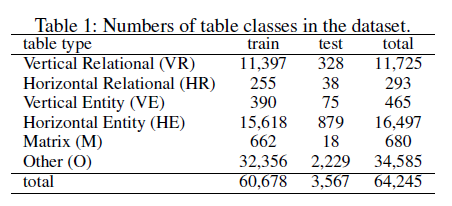 Table 1: Numbers of table classes in the dataset.
table type train test total
Vertical Relational (VR) 11,397 328 11,725
Horizontal Relational (HR) 255 38 293
Vertical Entity (VE) 390 75 465
Horizontal Entity (HE) 15,618 879 16,497
Matrix (M) 662 18 680
Other (O) 32,356 2,229 34,585
total 60,678 3,567 64,245